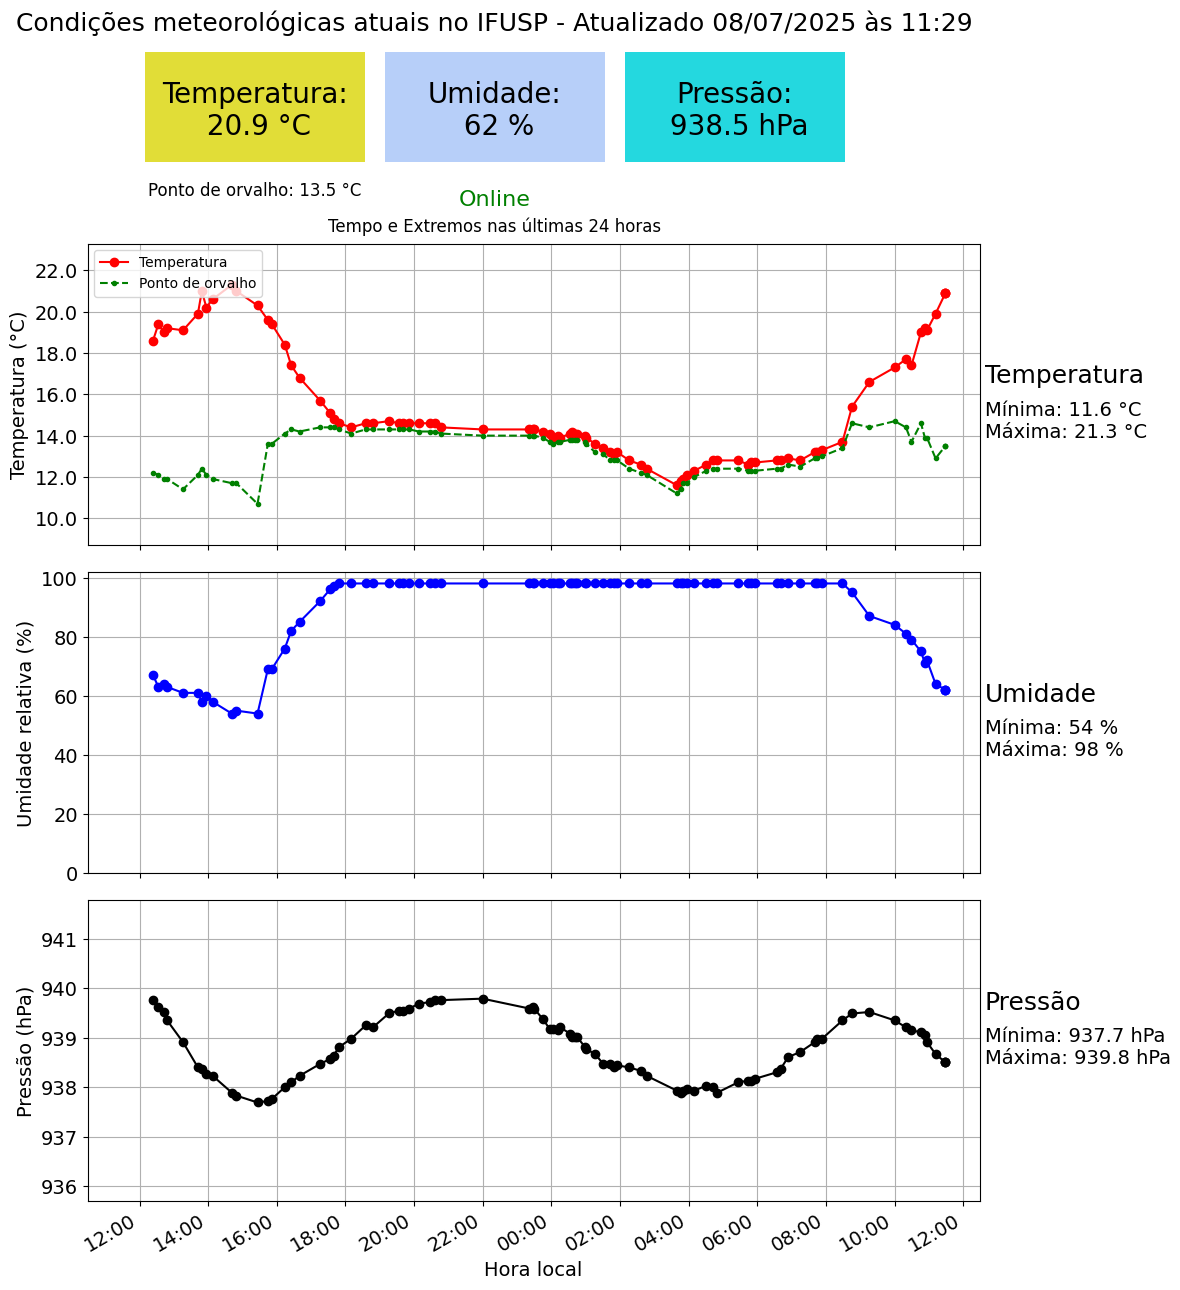 Condições meteorológicas atuais no IFUSP - Atualizado 08/07/2025 às 11:29
Temperatura:
20.9 °C
Umidade:
62 %
Pressão:
938.5 hPa
Ponto de orvalho: 13.5 °C
Online
Tempo e Extremos nas últimas 24 horas
Temperatura
Ponto de orvalho
Temperatura (°C)
22.0
20.0
18.0
16.0
14.0
12.0
10.0
Temperatura
Mínima: 11.6 °C
Máxima: 21.3 °C
Umidade relativa (%)
100
80
60
40
20
0
Umidade
Mínima: 54 %
Máxima: 98 %
Pressão (hPa)
941
940
939
938
937
936
Pressão
Mínima: 937.7 hPa
Máxima: 939.8 hPa
12:00
14:00
16:00
18:00
20:00
22:00
00:00
02:00
04:00
06:00
08:00
10:00
12:00
Hora local